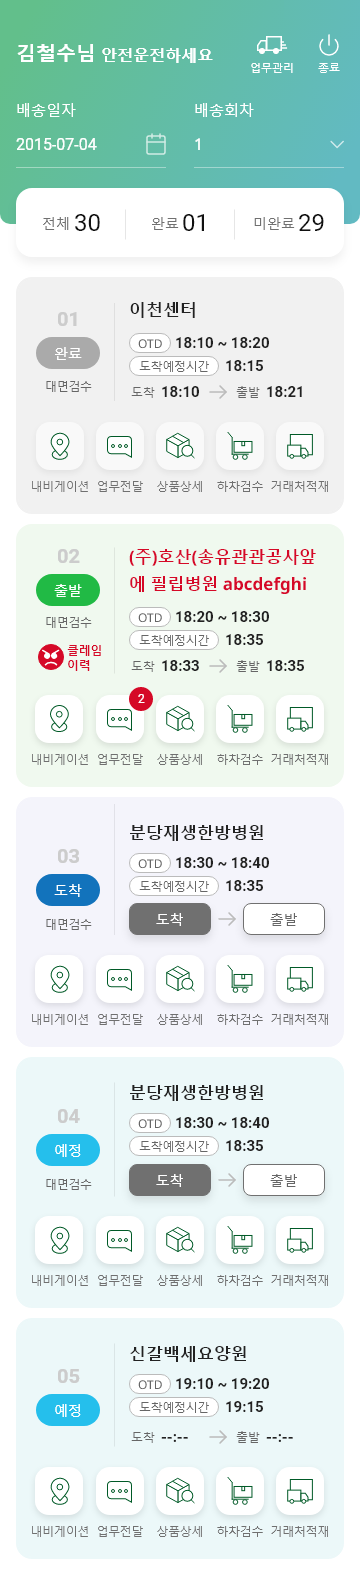 김철수님 안전운전하세요
업무관리 종료
배송일자 배송회차
2015-07-04 1
전체 30 완료 01 미완료 29
01
완료
대면검수
이천센터
OTD 18:10 ~ 18:20
도착예정시간 18:15
도착 18:10 출발 18:21
내비게이션 업무전달 상품상세 하차검수 거래처적재
02
출발
대면검수
클레임
이력
(주)호산(송유관관공사앞
에 필립병원 abcdefghi
OTD 18:20 ~ 18:30
도착예정시간 18:35
도착 18:33 출발 18:35
2
내비게이션 업무전달 상품상세 하차검수 거래처적재
03
도착
대면검수
분당재생한방병원
OTD 18:30 ~ 18:40
도착예정시간 18:35
도착 출발
내비게이션 업무전달 상품상세 하차검수 거래처적재
04
예정
대면검수
분당재생한방병원
OTD 18:30 ~ 18:40
도착예정시간 18:35
도착 출발
내비게이션 업무전달 상품상세 하차검수 거래처적재
05
예정
신갈백세요양원
OTD 19:10 ~ 19:20
도착예정시간 19:15
도착 --:-- 출발 --:--
내비게이션 업무전달 상품상세 하차검수 거래처적재